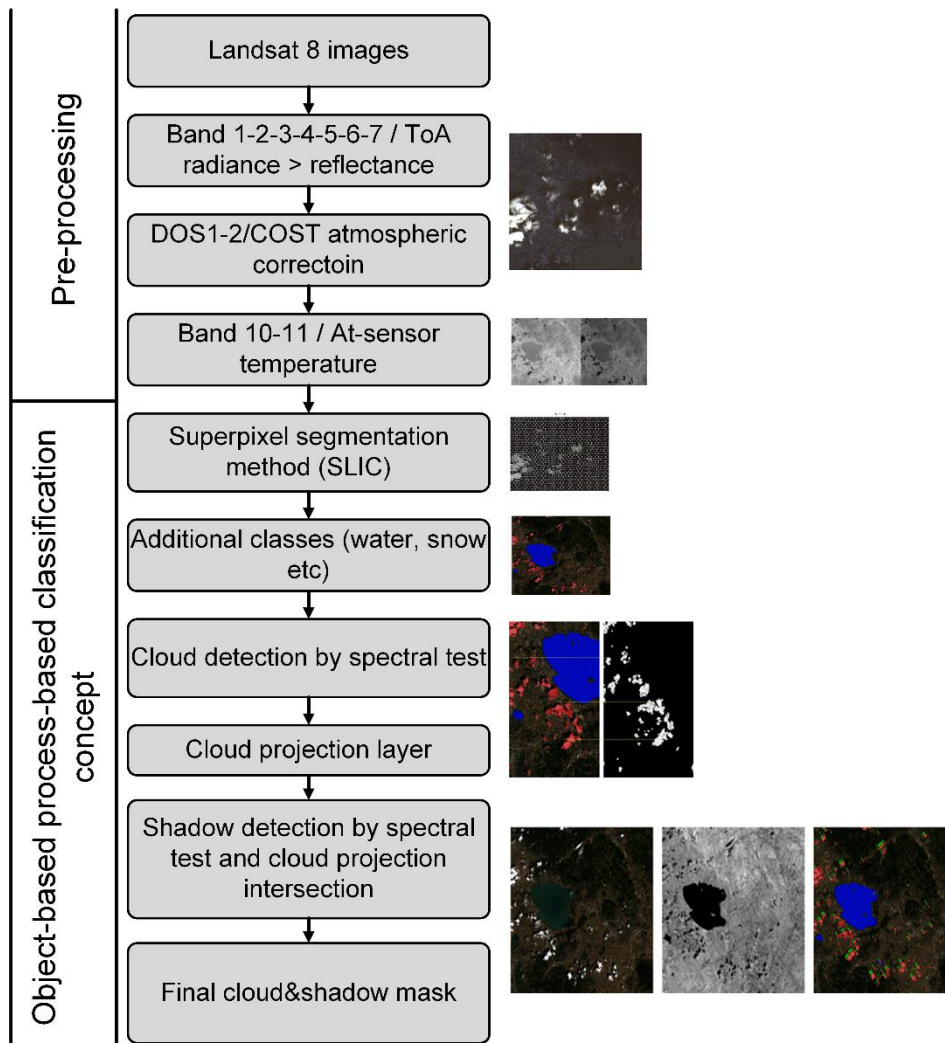 Pre-processing
Landsat 8 images
Band 1-2-3-4-5-6-7 / ToA
radiance > reflectance
DOS1-2/COST atmospheric
correctoin
Band 10-11 / At-sensor
temperature
Object-based process-based classification
concept
Superpixel segmentation
method (SLIC)
Additional classes (water, snow
etc)
Cloud detection by spectral test
Cloud projection layer
Shadow detection by spectral
test and cloud projection
intersection
Final cloud&shadow mask